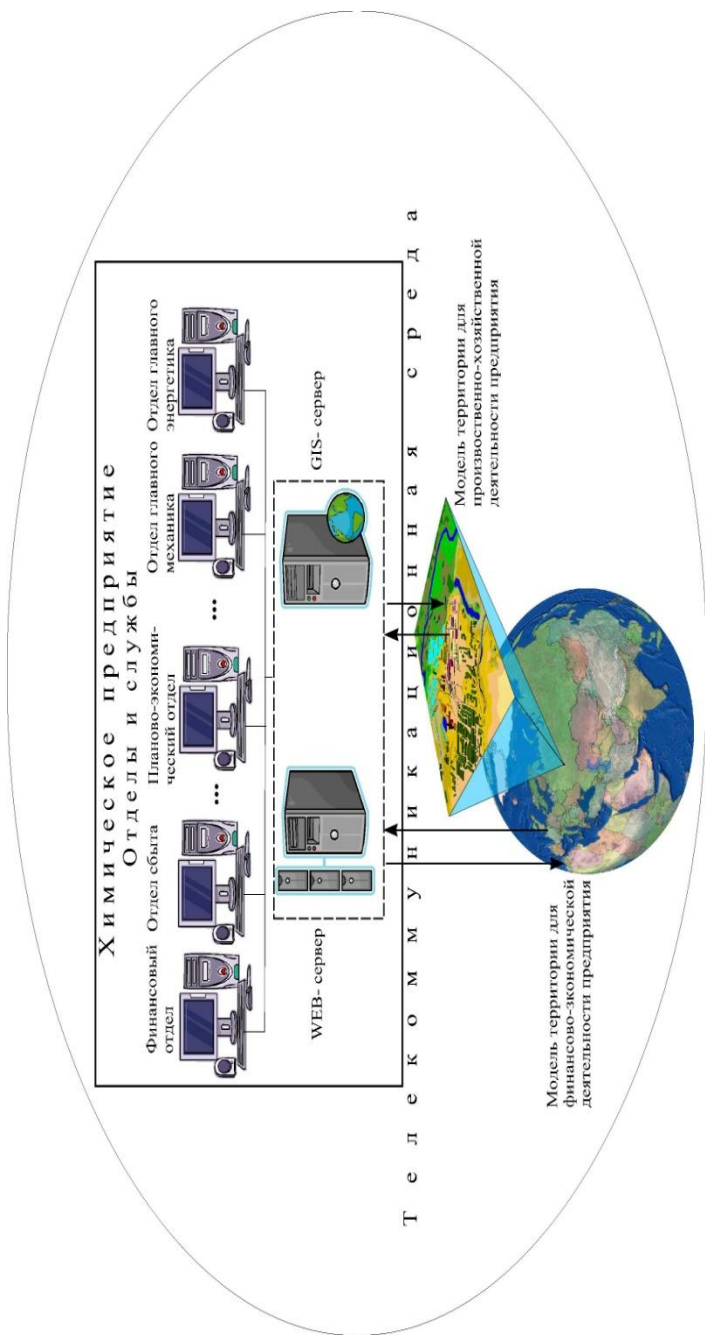 Химическое предприятие
Отделы и службы
Финансовый
отдел
Отдел сбыта
...
Планово-экономи-
ческий отдел
...
Отдел главного
механика
Отдел главного
энергетика
WEB- сервер
GIS- сервер
Телекоммуникационная среда
Модель территории для
произвоственно-хозяйственной
деятельности предприятия
Модель территории для
финансово-экономической
деятельности предприятия